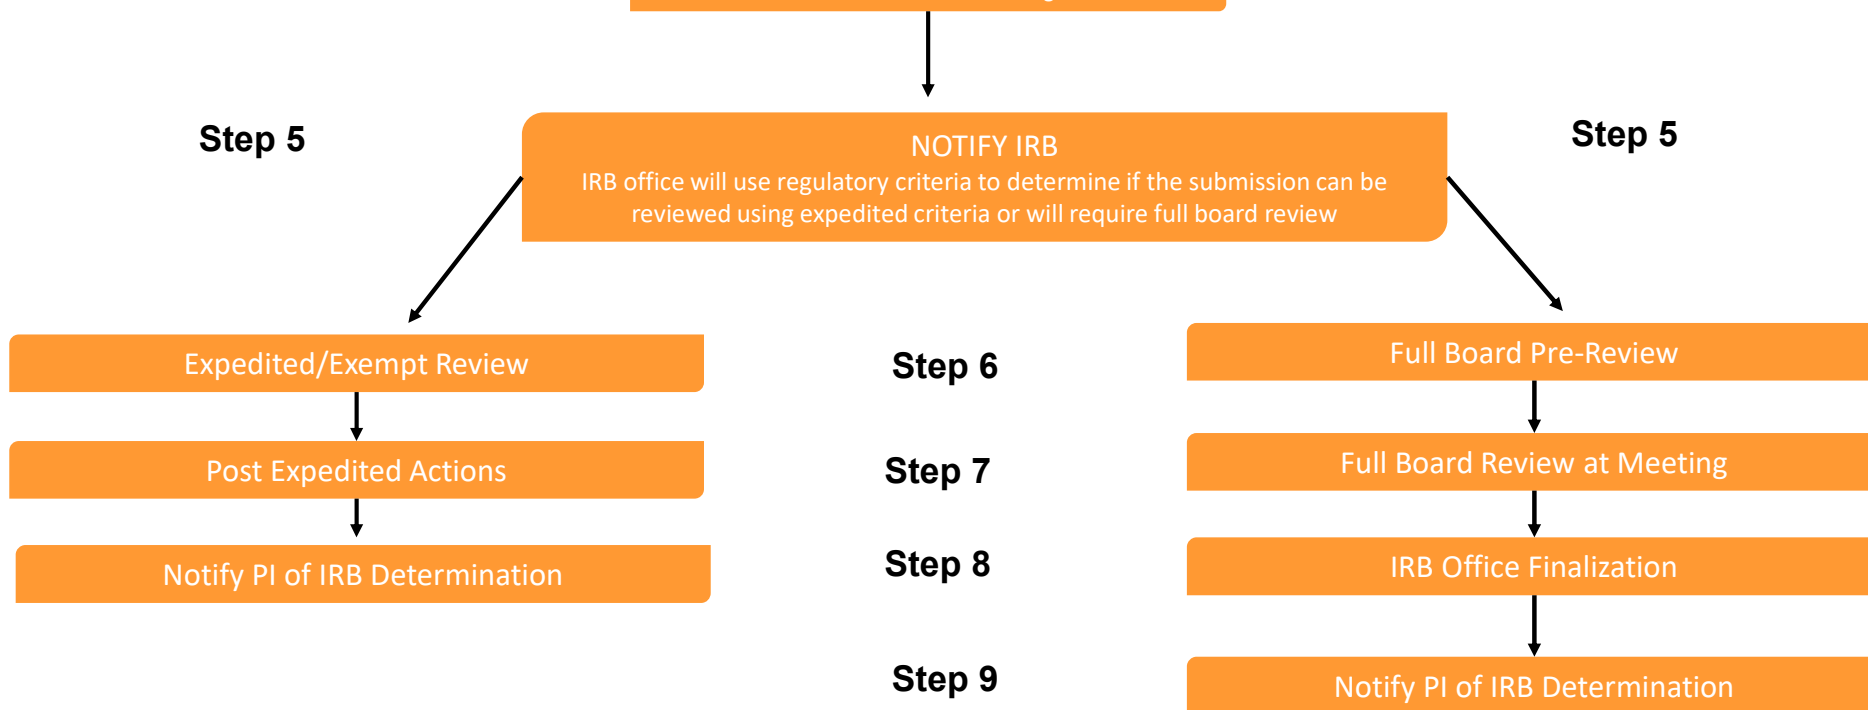 Step 5
NOTIFY IRB
Step 5
IRB office will use regulatory criteria to determine if the submission can be
reviewed using expedited criteria or will require full board review
Expedited/Exempt Review
Step 6
Full Board Pre-Review
Post Expedited Actions
Step 7
Full Board Review at Meeting
Notify PI of IRB Determination
Step 8
IRB Office Finalization
Step 9
Notify PI of IRB Determination